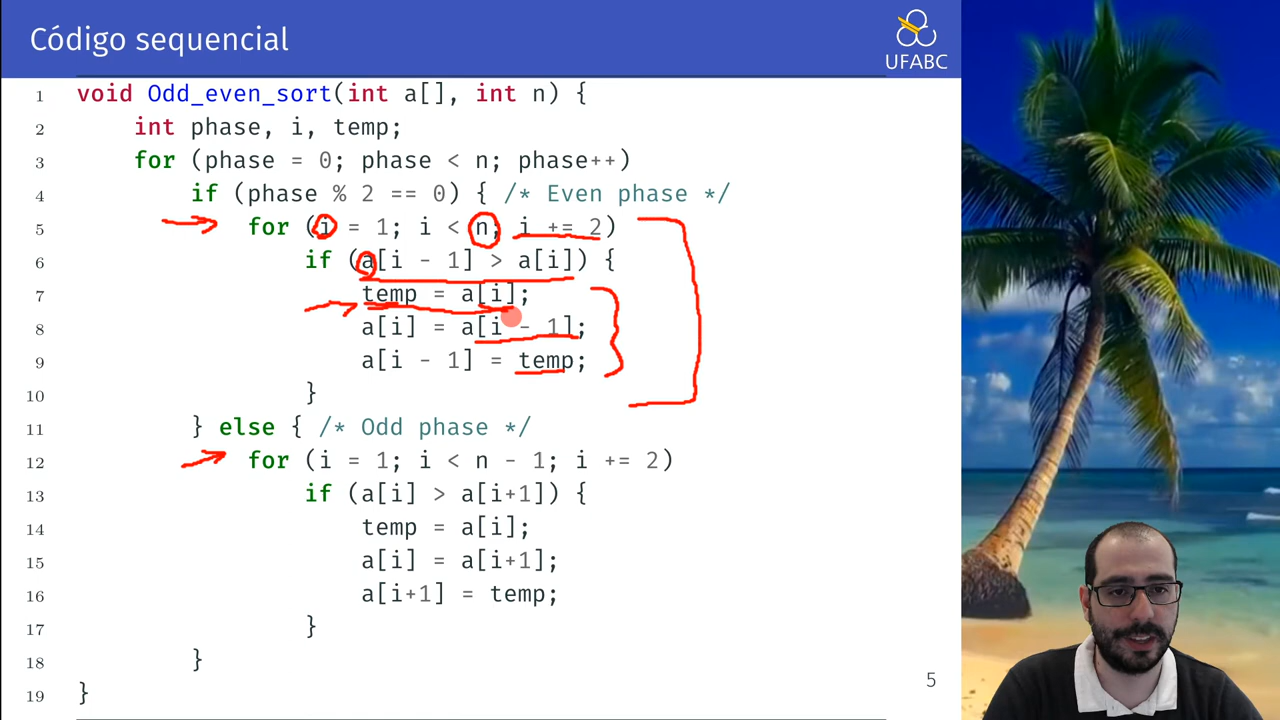 Código sequencial
UFABC
1 void Odd_even_sort(int a[], int n) {
2 int phase, i, temp;
3 for (phase = 0; phase < n; phase++)
4 if (phase % 2 == 0) { /* Even phase */
5 for (i = 1; i < n; i += 2)
6 if (a[i - 1] > a[i]) {
7 temp = a[i];
8 a[i] = a[i - 1];
9 a[i - 1] = temp;
10 }
11 } else { /* Odd phase */
12 for (i = 1; i < n - 1; i += 2)
13 if (a[i] > a[i+1]) {
14 temp = a[i];
15 a[i] = a[i+1];
16 a[i+1] = temp;
17 }
18 }
19 }
5